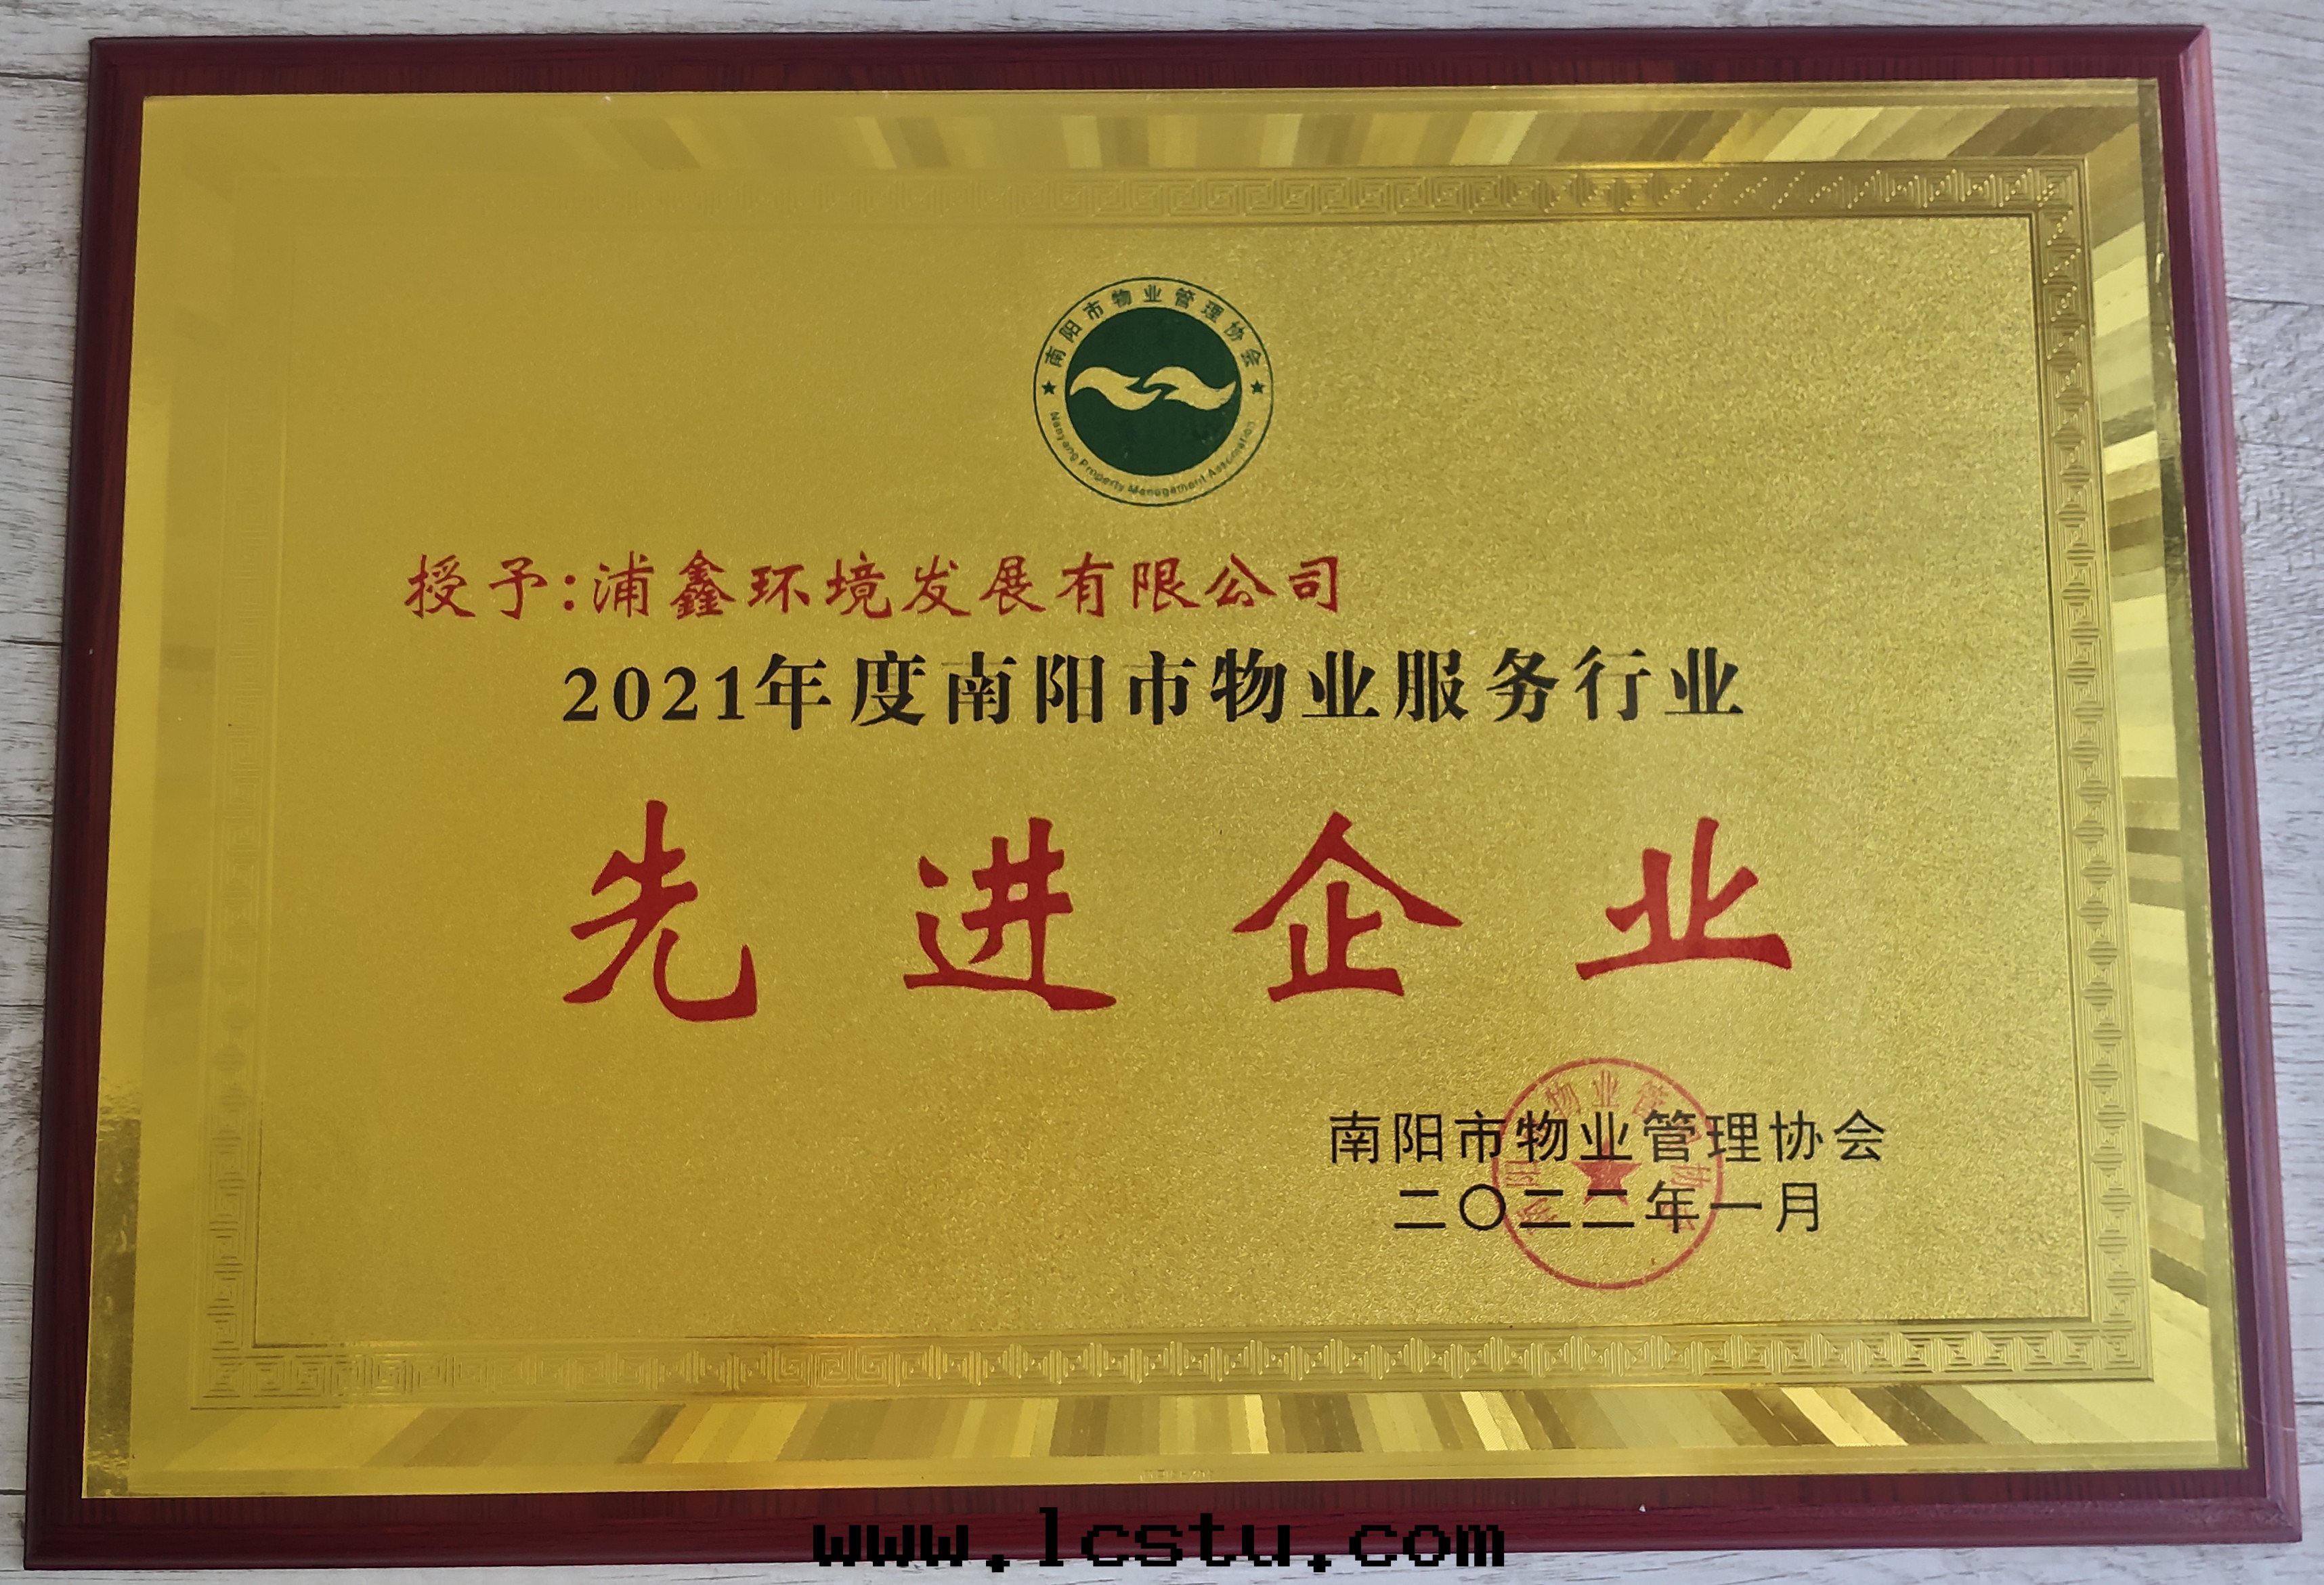 南阳市物业管理协会
Nanyang Property Management Association
授予:浦鑫环境发展有限公司
2021年度南阳市物业服务行业
先进企业
南阳市物业管理协会
二〇二二年一月
www.lcstu.com